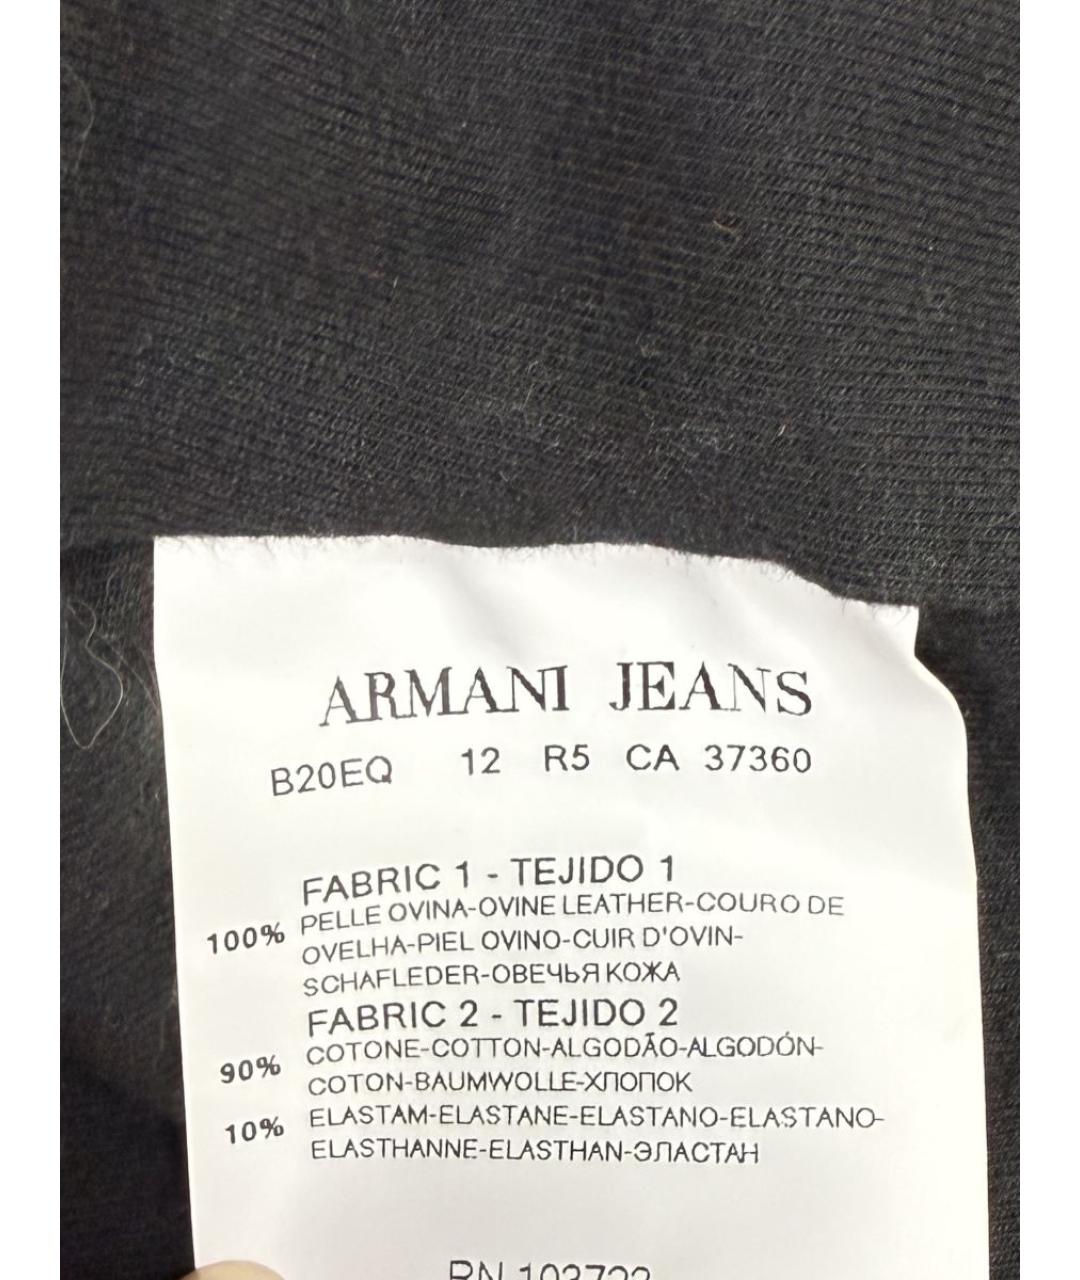 ARMANI JEANS
B20EQ 12 R5 CA 37360
FABRIC 1 - TEJIDO 1
100% PELLE OVINA-OVINE LEATHER-COURO DE
OVELHA-PIEL OVINO-CUIR D'OVIN-
SCHAFLEDER-ОВЕЧЬЯ КОЖА
FABRIC 2 - TEJIDO 2
90% COTONE-COTTON-ALGODÃO-ALGODÓN-
COTON-BAUMWOLLE-ХЛОПОК
10% ELASTAM-ELASTANE-ELASTANO-ELASTANO-
ELASTHANNE-ELASTHAN-ЭЛАСТАН
RN